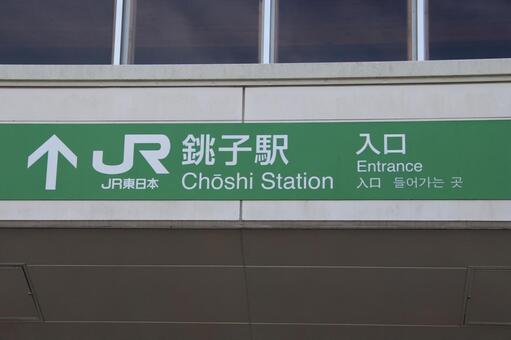 JR
JR東日本
銚子駅
Chōshi Station
入口
Entrance
入口 들어가는 곳